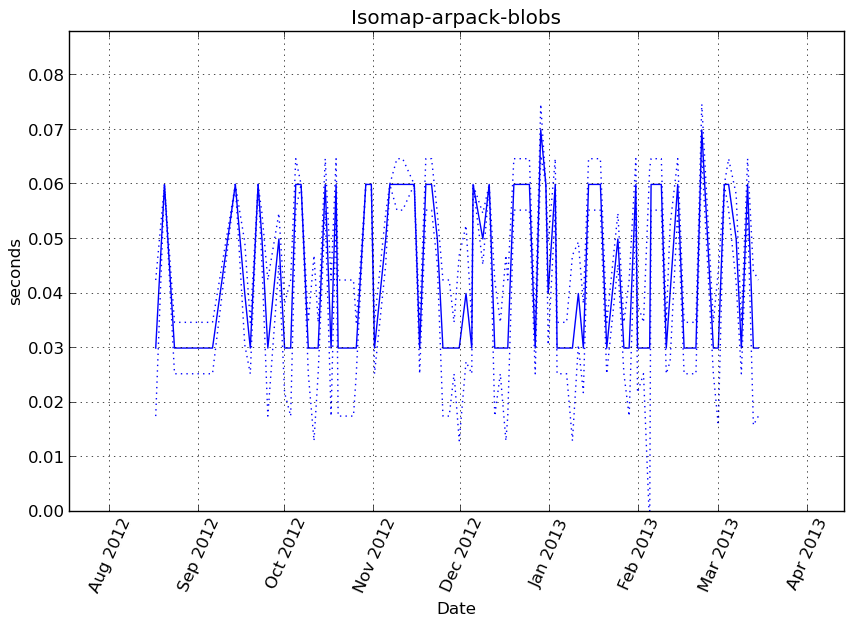 Isomap-arpack-blobs
0.08
0.07
0.06
0.05
0.04
0.03
0.02
0.01
0.00
seconds
Aug 2012
Sep 2012
Oct 2012
Nov 2012
Dec 2012
Jan 2013
Feb 2013
Mar 2013
Apr 2013
Date